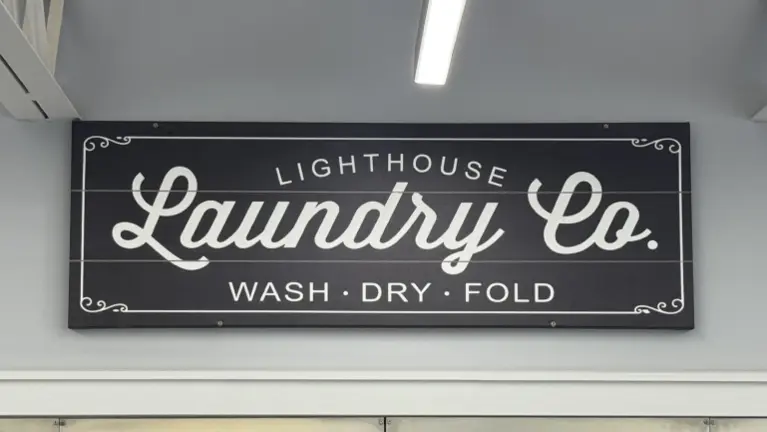 LIGHTHOUSE
Laundry Co.
WASH · DRY · FOLD